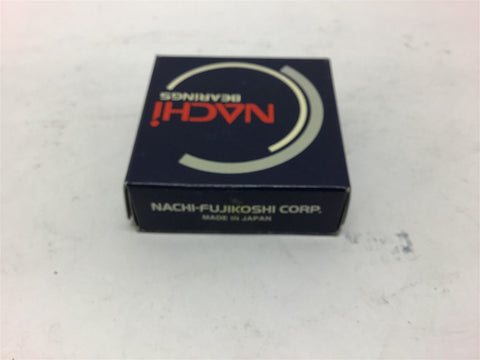 NACHi
BEARiNGS
NACHI-FUJIKOSHI CORP.
MADE IN JAPAN